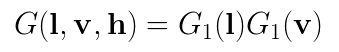 G(l, v, h) = G₁(l)G₁(v)